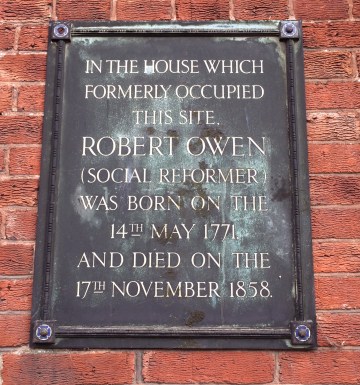 IN THE HOUSE WHICH
FORMERLY OCCUPIED
THIS SITE,
ROBERT OWEN
(SOCIAL REFORMER)
WAS BORN ON THE
14TH MAY 1771,
AND DIED ON THE
17TH NOVEMBER 1858.